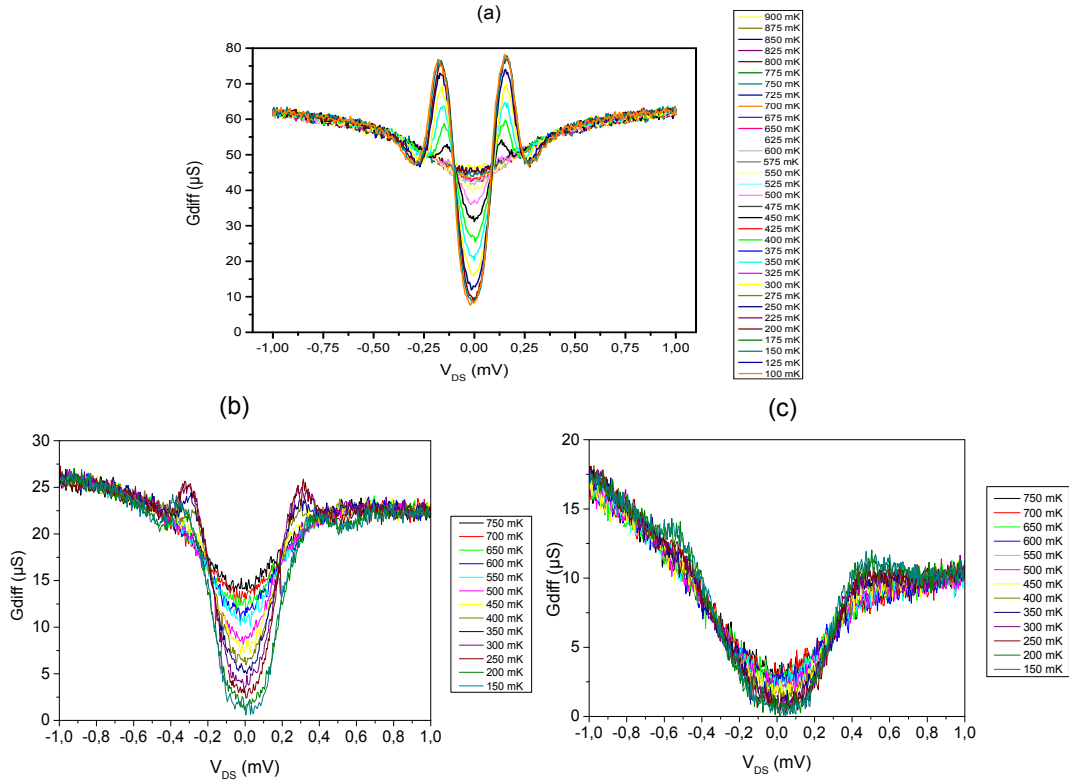 (a)
Gdiff (µS)
80
70
60
50
40
30
20
10
0
-1,00
-0,75
-0,50
-0,25
0,00
0,25
0,50
0,75
1,00
V_DS (mV)
900 mK
875 mK
850 mK
825 mK
800 mK
775 mK
750 mK
725 mK
700 mK
675 mK
650 mK
625 mK
600 mK
575 mK
550 mK
525 mK
500 mK
475 mK
450 mK
425 mK
400 mK
375 mK
350 mK
325 mK
300 mK
275 mK
250 mK
225 mK
200 mK
175 mK
150 mK
125 mK
100 mK
(b)
Gdiff (µS)
30
25
20
15
10
5
0
-1,0
-0,8
-0,6
-0,4
-0,2
0,0
0,2
0,4
0,6
0,8
1,0
V_DS (mV)
750 mK
700 mK
650 mK
600 mK
550 mK
500 mK
450 mK
400 mK
350 mK
300 mK
250 mK
200 mK
150 mK
(c)
Gdiff (µS)
20
15
10
5
0
-1,0
-0,8
-0,6
-0,4
-0,2
0,0
0,2
0,4
0,6
0,8
1,0
V_DS (mV)
750 mK
700 mK
650 mK
600 mK
550 mK
500 mK
450 mK
400 mK
350 mK
300 mK
250 mK
200 mK
150 mK